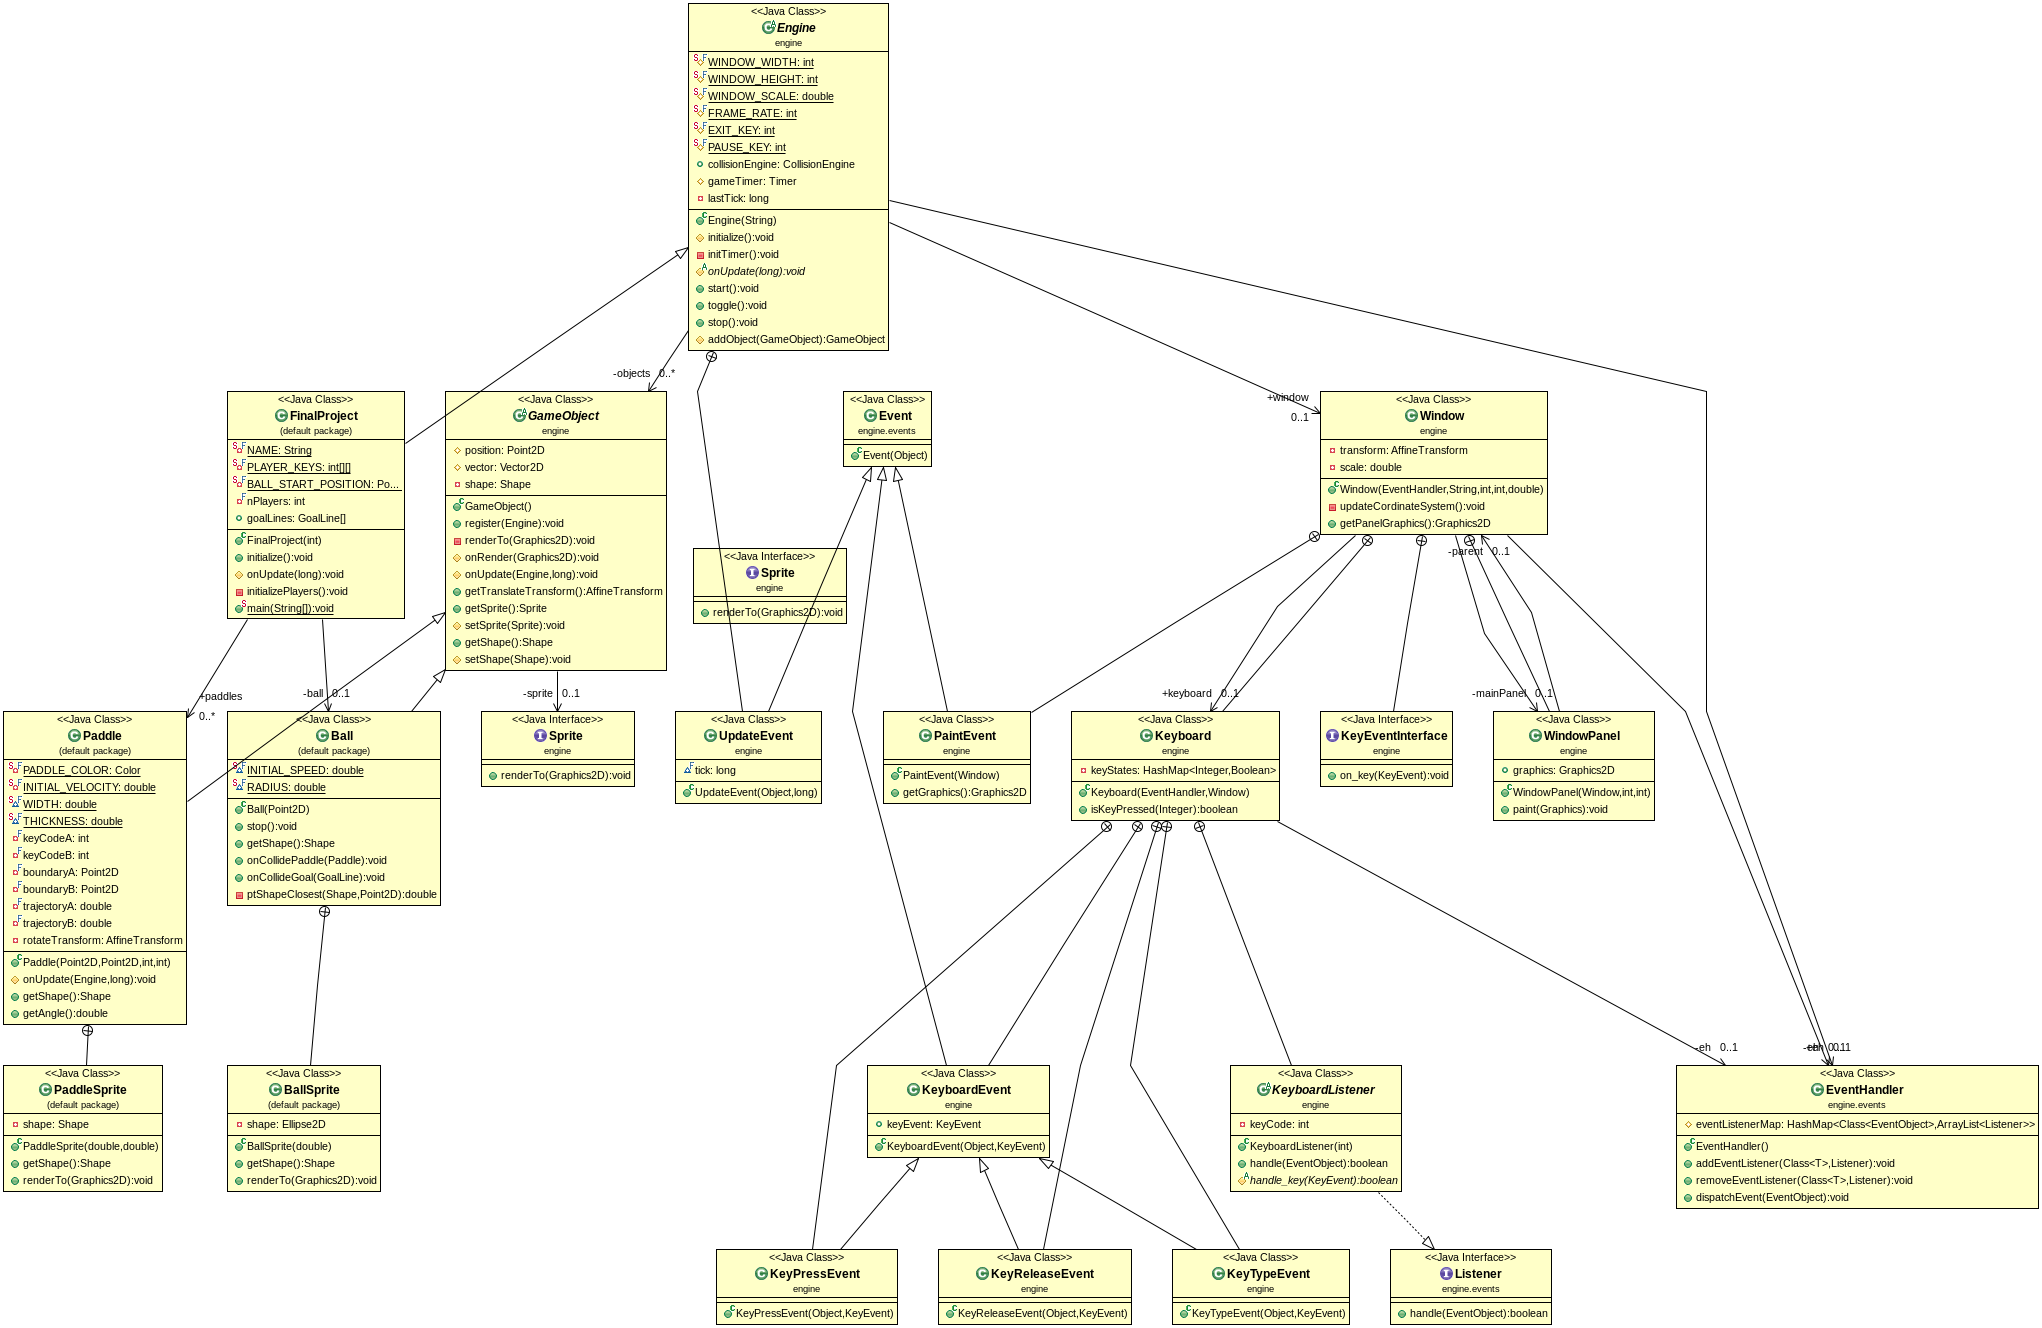 <<Java Class>>
Engine
engine
WINDOW_WIDTH: int
WINDOW_HEIGHT: int
WINDOW_SCALE: double
FRAME_RATE: int
EXIT_KEY: int
PAUSE_KEY: int
collisionEngine: CollisionEngine
gameTimer: Timer
lastTick: long
Engine(String)
initialize():void
initTimer():void
onUpdate(long):void
start():void
toggle():void
stop():void
addObject(GameObject):GameObject
-objects 0..*
+window
0..1
<<Java Class>>
FinalProject
(default package)
NAME: String
PLAYER_KEYS: int[][]
BALL_START_POSITION: Po...
nPlayers: int
goalLines: GoalLine[]
FinalProject(int)
initialize():void
onUpdate(long):void
initializePlayers():void
main(String[]):void
<<Java Class>>
GameObject
engine
position: Point2D
vector: Vector2D
shape: Shape
GameObject()
register(Engine):void
renderTo(Graphics2D):void
onRender(Graphics2D):void
onUpdate(Engine,long):void
getTranslateTransform():AffineTransform
getSprite():Sprite
setSprite(Sprite):void
getShape():Shape
setShape(Shape):void
<<Java Class>>
Event
engine.events
Event(Object)
<<Java Interface>>
Sprite
engine
renderTo(Graphics2D):void
<<Java Class>>
Window
engine
transform: AffineTransform
scale: double
Window(EventHandler,String,int,int,double)
updateCordinateSystem():void
getPanelGraphics():Graphics2D
-parent 0..1
+paddles
0..*
-ball 0..1
-sprite 0..1
+keyboard 0..1
-mainPanel 0..1
<<Java Class>>
Paddle
(default package)
PADDLE_COLOR: Color
INITIAL_VELOCITY: double
WIDTH: double
THICKNESS: double
keyCodeA: int
keyCodeB: int
boundaryA: Point2D
boundaryB: Point2D
trajectoryA: double
trajectoryB: double
rotateTransform: AffineTransform
Paddle(Point2D,Point2D,int,int)
onUpdate(Engine,long):void
getShape():Shape
getAngle():double
<<Java Class>>
Ball
(default package)
INITIAL_SPEED: double
RADIUS: double
Ball(Point2D)
stop():void
getShape():Shape
onCollidePaddle(Paddle):void
onCollideGoal(GoalLine):void
ptShapeClosest(Shape,Point2D):double
<<Java Interface>>
Sprite
engine
renderTo(Graphics2D):void
<<Java Class>>
UpdateEvent
engine
tick: long
UpdateEvent(Object,long)
<<Java Class>>
PaintEvent
engine
PaintEvent(Window)
getGraphics():Graphics2D
<<Java Class>>
Keyboard
engine
keyStates: HashMap<Integer,Boolean>
Keyboard(EventHandler,Window)
isKeyPressed(Integer):boolean
<<Java Interface>>
KeyEventInterface
engine
on_key(KeyEvent):void
<<Java Class>>
WindowPanel
engine
graphics: Graphics2D
WindowPanel(Window,int,int)
paint(Graphics):void
-eh 0..1
<<Java Class>>
PaddleSprite
(default package)
shape: Shape
PaddleSprite(double,double)
getShape():Shape
renderTo(Graphics2D):void
<<Java Class>>
BallSprite
(default package)
shape: Ellipse2D
BallSprite(double)
getShape():Shape
renderTo(Graphics2D):void
<<Java Class>>
KeyboardEvent
engine
keyEvent: KeyEvent
KeyboardEvent(Object,KeyEvent)
<<Java Class>>
KeyboardListener
engine
keyCode: int
KeyboardListener(int)
handle(EventObject):boolean
handle_key(KeyEvent):boolean
<<Java Class>>
EventHandler
engine.events
eventListenerMap: HashMap<Class<EventObject>,ArrayList<Listener>>
EventHandler()
addEventListener(Class<T>,Listener):void
removeEventListener(Class<T>,Listener):void
dispatchEvent(EventObject):void
<<Java Class>>
KeyPressEvent
engine
KeyPressEvent(Object,KeyEvent)
<<Java Class>>
KeyReleaseEvent
engine
KeyReleaseEvent(Object,KeyEvent)
<<Java Class>>
KeyTypeEvent
engine
KeyTypeEvent(Object,KeyEvent)
<<Java Interface>>
Listener
engine.events
handle(EventObject):boolean